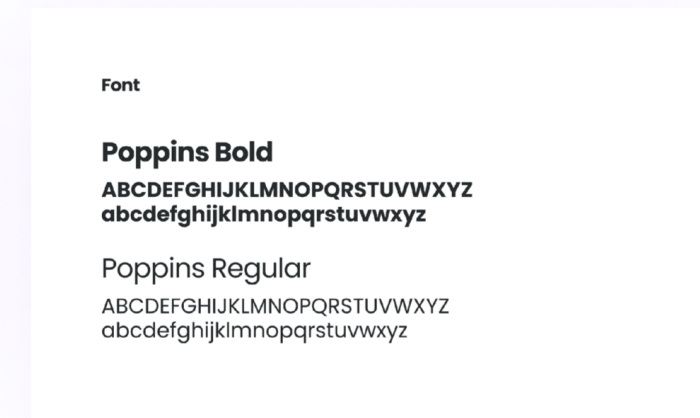 Font
Poppins Bold
ABCDEFGHIJKLMNOPQRSTUVWXYZ
abcdefghijklmnopqrstuvwxyz
Poppins Regular
ABCDEFGHIJKLMNOPQRSTUVWXYZ
abcdefghijklmnopqrstuvwxyz